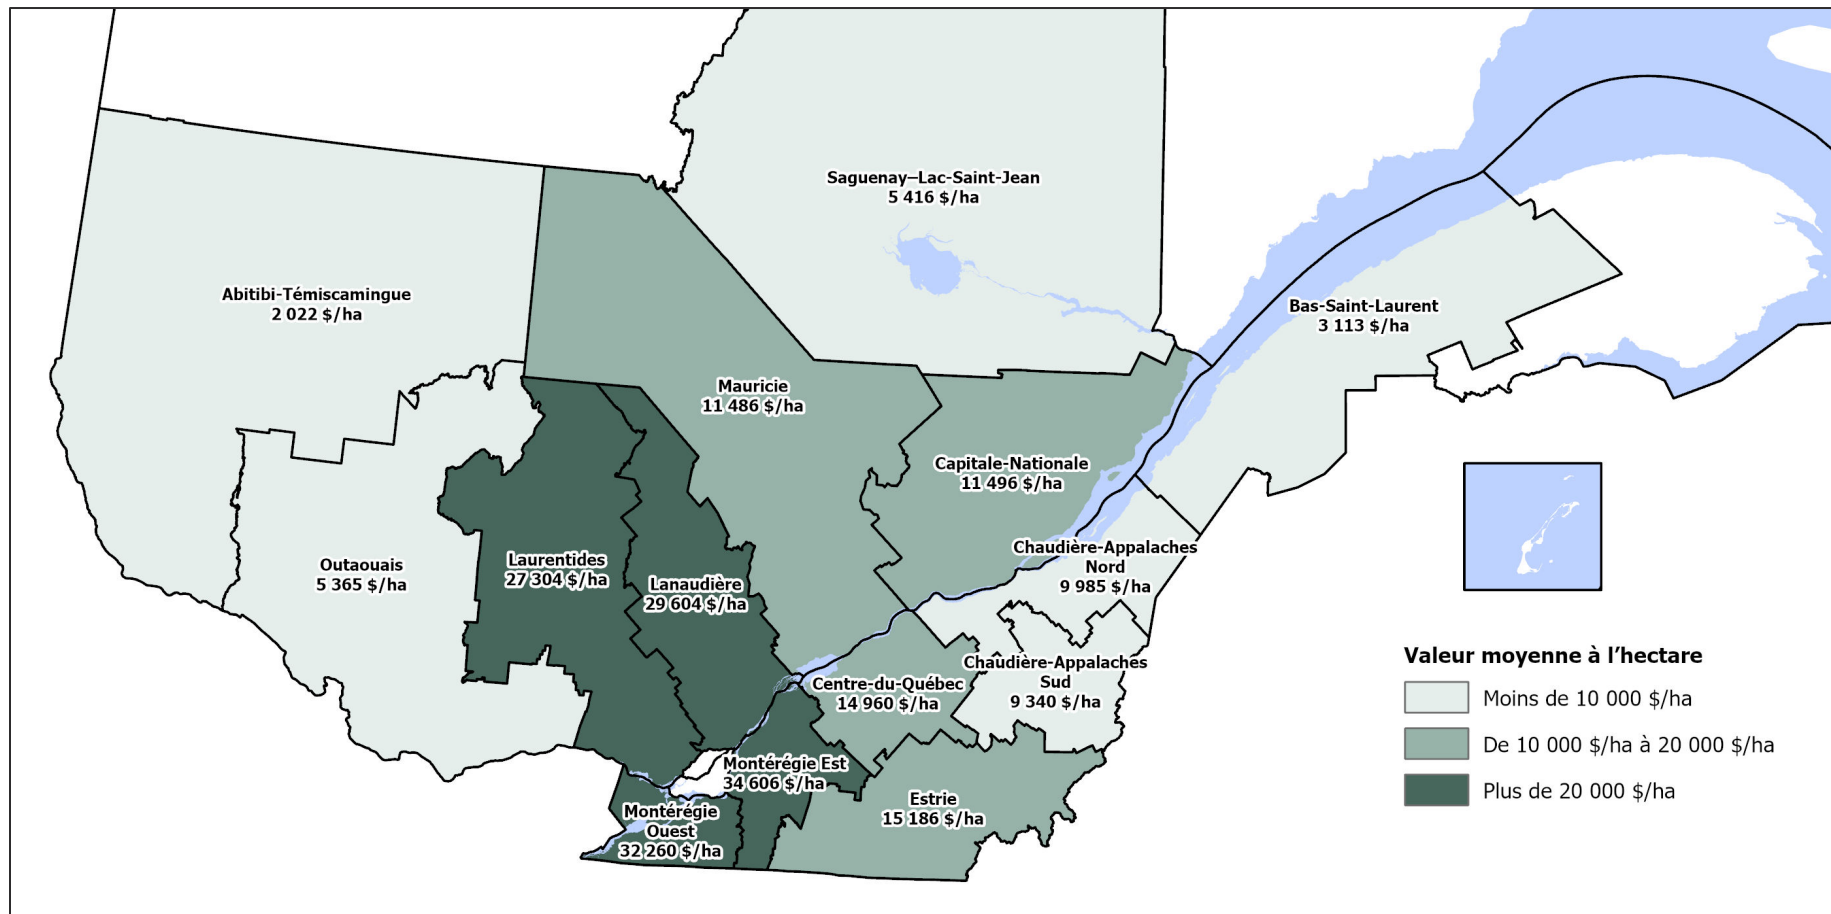 Saguenay–Lac-Saint-Jean
5 416 $/ha
Abitibi-Témiscamingue
2 022 $/ha
Bas-Saint-Laurent
3 113 $/ha
Mauricie
11 486 $/ha
Capitale-Nationale
11 496 $/ha
Outaouais
5 365 $/ha
Laurentides
27 304 $/ha
Lanaudière
29 604 $/ha
Chaudière-Appalaches
Nord
9 985 $/ha
Chaudière-Appalaches
Sud
9 340 $/ha
Centre-du-Québec
14 960 $/ha
Montérégie Est
34 606 $/ha
Estrie
15 186 $/ha
Montérégie
Ouest
32 260 $/ha
Valeur moyenne à l’hectare
Moins de 10 000 $/ha
De 10 000 $/ha à 20 000 $/ha
Plus de 20 000 $/ha